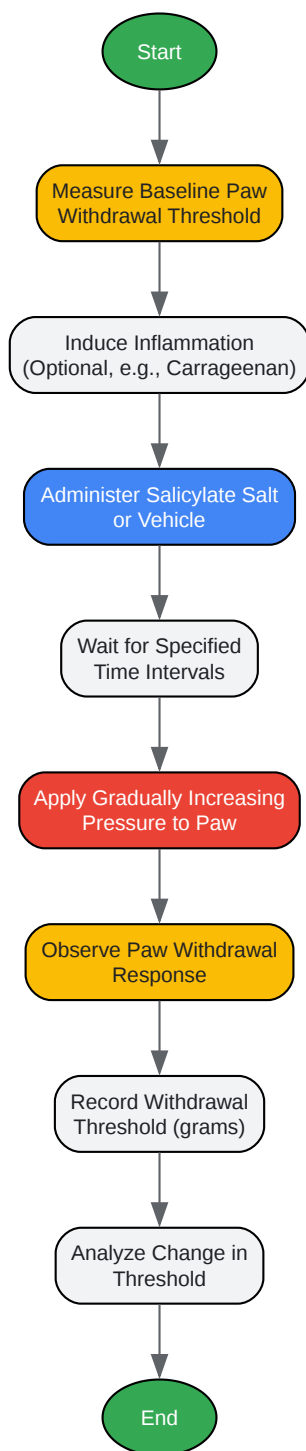 Start
Measure Baseline Paw
Withdrawal Threshold
Induce Inflammation
(Optional, e.g., Carrageenan)
Administer Salicylate Salt
or Vehicle
Wait for Specified
Time Intervals
Apply Gradually Increasing
Pressure to Paw
Observe Paw Withdrawal
Response
Record Withdrawal
Threshold (grams)
Analyze Change in
Threshold
End